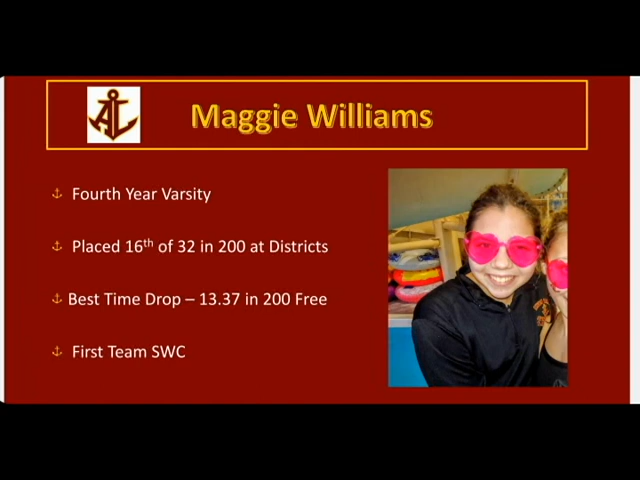 AL
Maggie Williams
Fourth Year Varsity
Placed 16th of 32 in 200 at Districts
Best Time Drop – 13.37 in 200 Free
First Team SWC